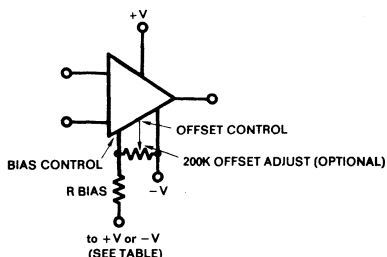 +V
OFFSET CONTROL
BIAS CONTROL
200K OFFSET ADJUST (OPTIONAL)
R BIAS
−V
to +V or −V
(SEE TABLE)